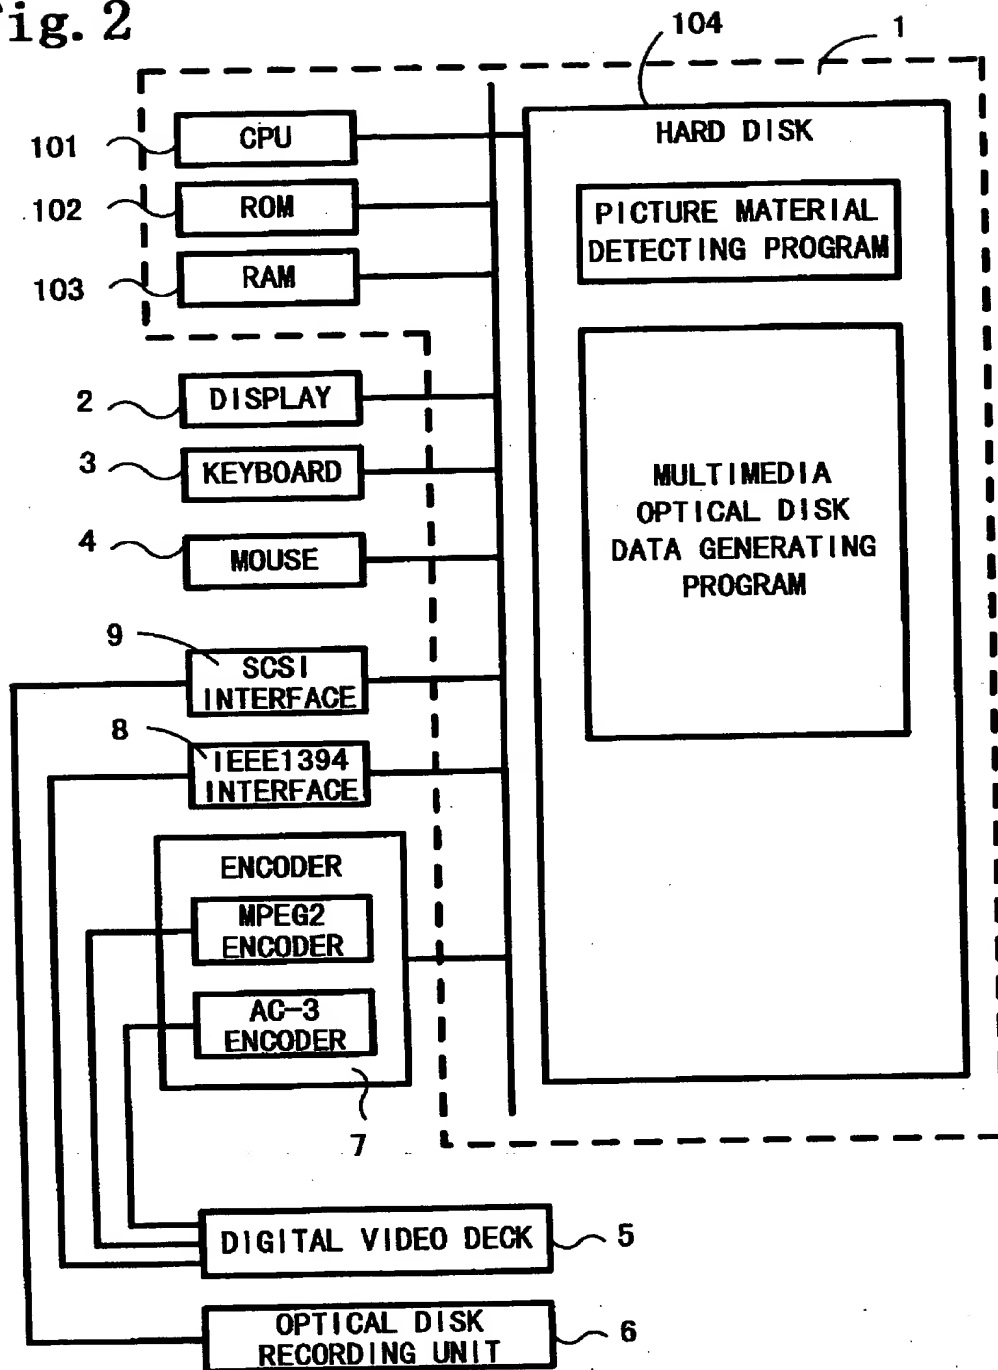 Fig. 2
104
1
101
CPU
HARD DISK
102
ROM
PICTURE MATERIAL
DETECTING PROGRAM
103
RAM
2
DISPLAY
3
KEYBOARD
MULTIMEDIA
OPTICAL DISK
DATA GENERATING
PROGRAM
4
MOUSE
9
SCSI
INTERFACE
8
IEEE1394
INTERFACE
ENCODER
MPEG2
ENCODER
AC-3
ENCODER
7
DIGITAL VIDEO DECK
5
OPTICAL DISK
RECORDING UNIT
6